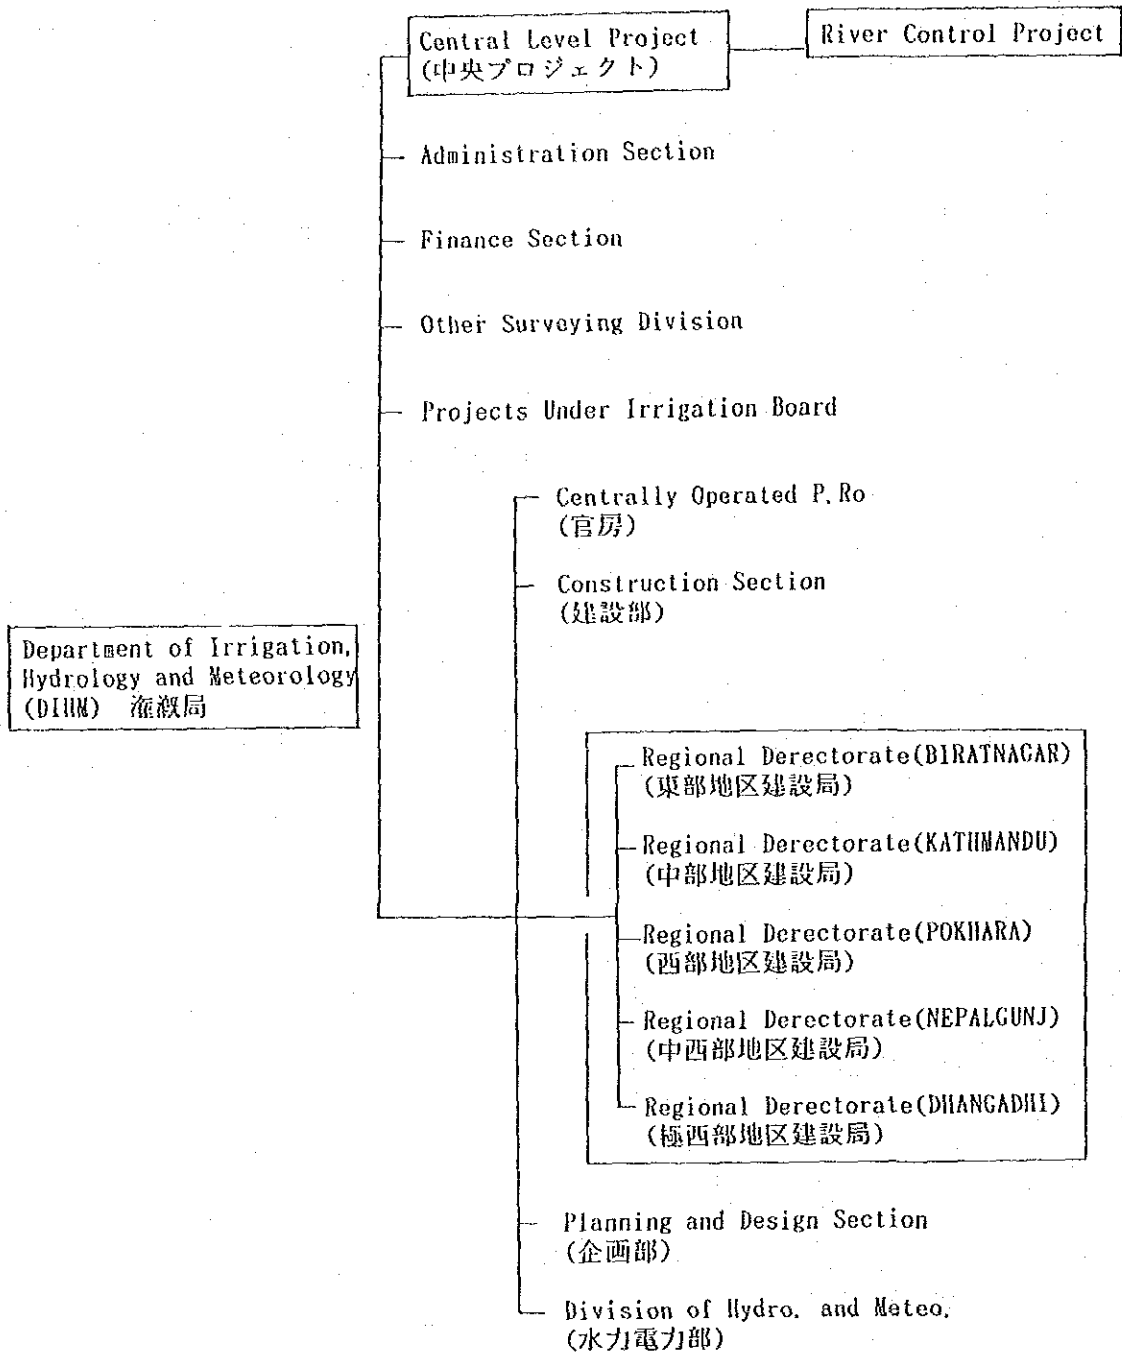 Central Level Project
(中央プロジェクト)
River Control Project
Administration Section
Finance Section
Other Surveying Division
Projects Under Irrigation Board
Centrally Operated P.Ro
(官房)
Construction Section
(建設部)
Department of Irrigation,
Hydrology and Meteorology
(DIHM) 灌漑局
Regional Derectorate(BIRATNAGAR)
(東部地区建設局)
Regional Derectorate(KATHMANDU)
(中部地区建設局)
Regional Derectorate(POKHARA)
(西部地区建設局)
Regional Derectorate(NEPALGUNJ)
(中西部地区建設局)
Regional Derectorate(DHANGADHI)
(極西部地区建設局)
Planning and Design Section
(企画部)
Division of Hydro. and Meteo.
(水力電力部)